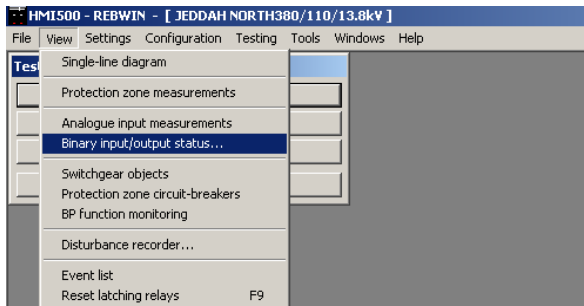 HMI500 - REBWIN - [ JEDDAH NORTH380/110/13.8kV ]
File View Settings Configuration Testing Tools Windows Help
Tes
Single-line diagram
Protection zone measurements
Analogue input measurements
Binary input/output status...
Switchgear objects
Protection zone circuit-breakers
BP function monitoring
Disturbance recorder...
Event list
Reset latching relays F9